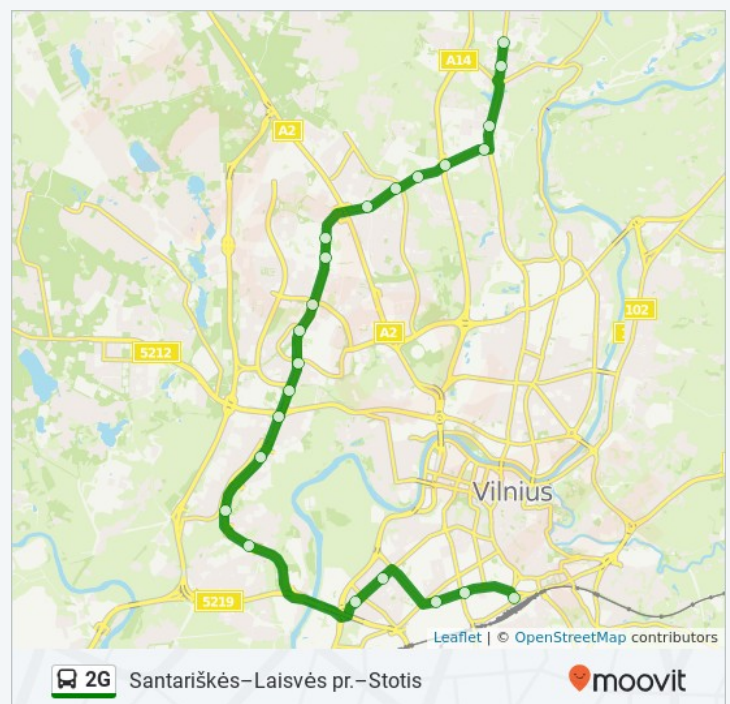 A14
A2
A2
102
5212
Vilnius
5219
Leaflet | © OpenStreetMap contributors
2G Santariškės–Laisvės pr.–Stotis
moovit